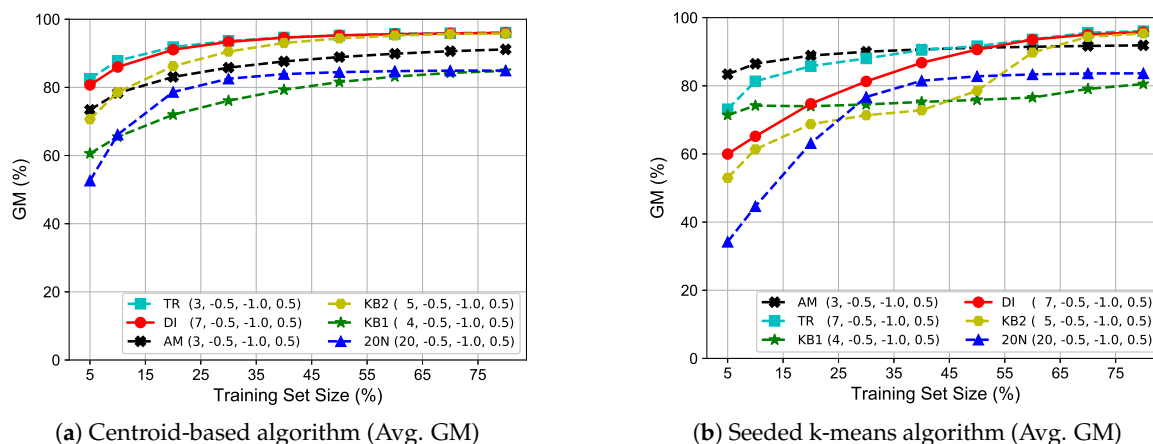 100
80
60
40
20
0
GM (%)
TR (3, -0.5, -1.0, 0.5)
DI (7, -0.5, -1.0, 0.5)
AM (3, -0.5, -1.0, 0.5)
KB2 ( 5, -0.5, -1.0, 0.5)
KB1 ( 4, -0.5, -1.0, 0.5)
20N (20, -0.5, -1.0, 0.5)
5 15 25 35 45 55 65 75
Training Set Size (%)
(a) Centroid-based algorithm (Avg. GM)
100
80
60
40
20
0
GM (%)
AM (3, -0.5, -1.0, 0.5)
TR (7, -0.5, -1.0, 0.5)
KB1 (4, -0.5, -1.0, 0.5)
DI ( 7, -0.5, -1.0, 0.5)
KB2 ( 5, -0.5, -1.0, 0.5)
20N (20, -0.5, -1.0, 0.5)
5 15 25 35 45 55 65 75
Training Set Size (%)
(b) Seeded k-means algorithm (Avg. GM)